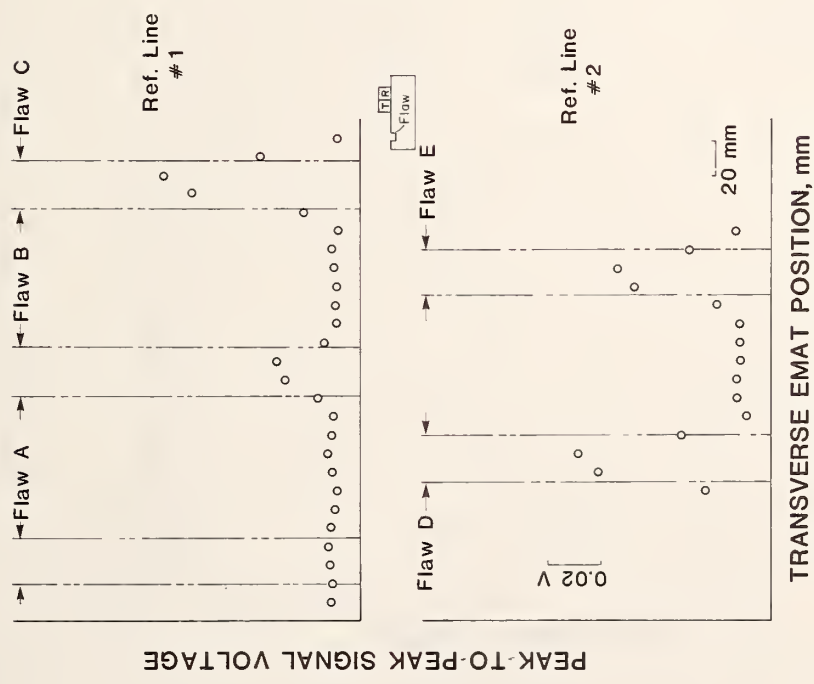 Flaw A
Flaw B
Flaw C
Ref. Line
#1
T R
Flaw
Flaw D
Flaw E
Ref. Line
#2
0.02 V
20 mm
PEAK-TO-PEAK SIGNAL VOLTAGE
TRANSVERSE EMAT POSITION, mm